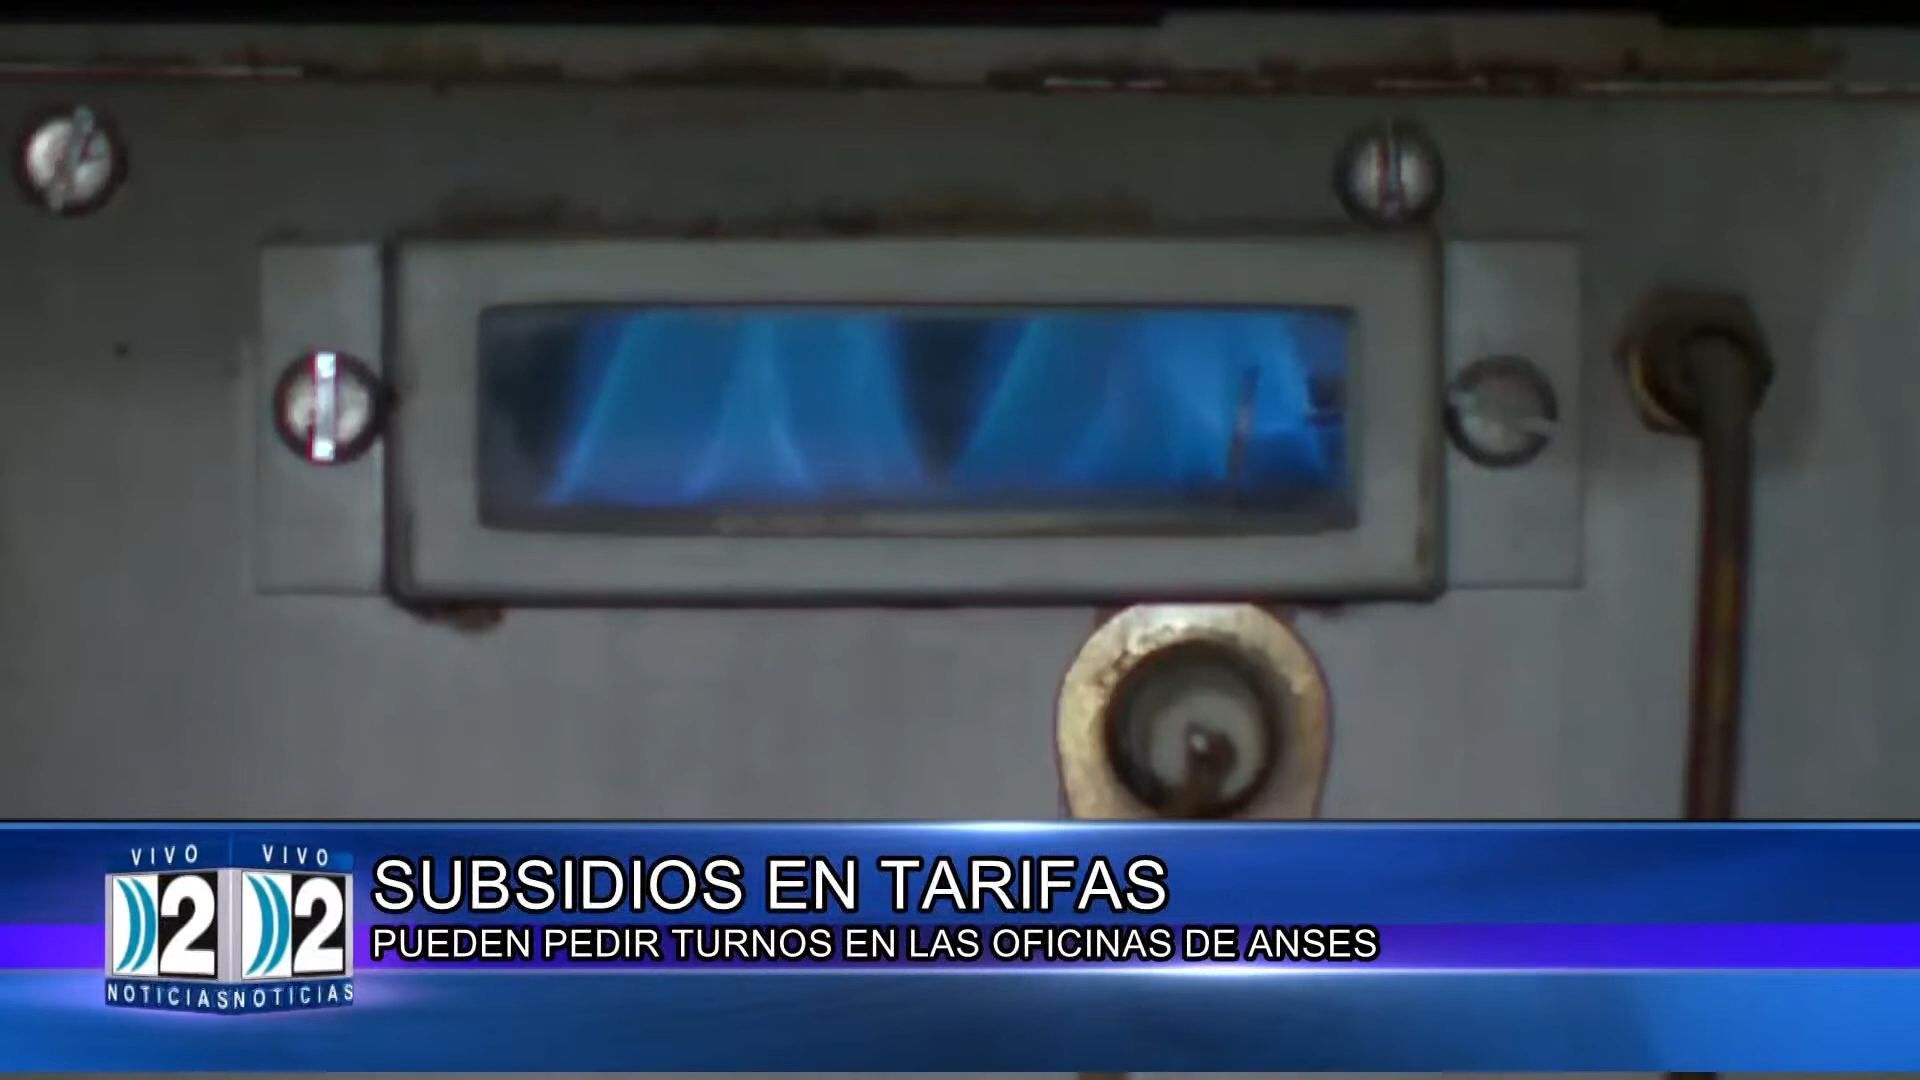 VIVO VIVO
2 2
NOTICIAS NOTICIAS
SUBSIDIOS EN TARIFAS
PUEDEN PEDIR TURNOS EN LAS OFICINAS DE ANSES